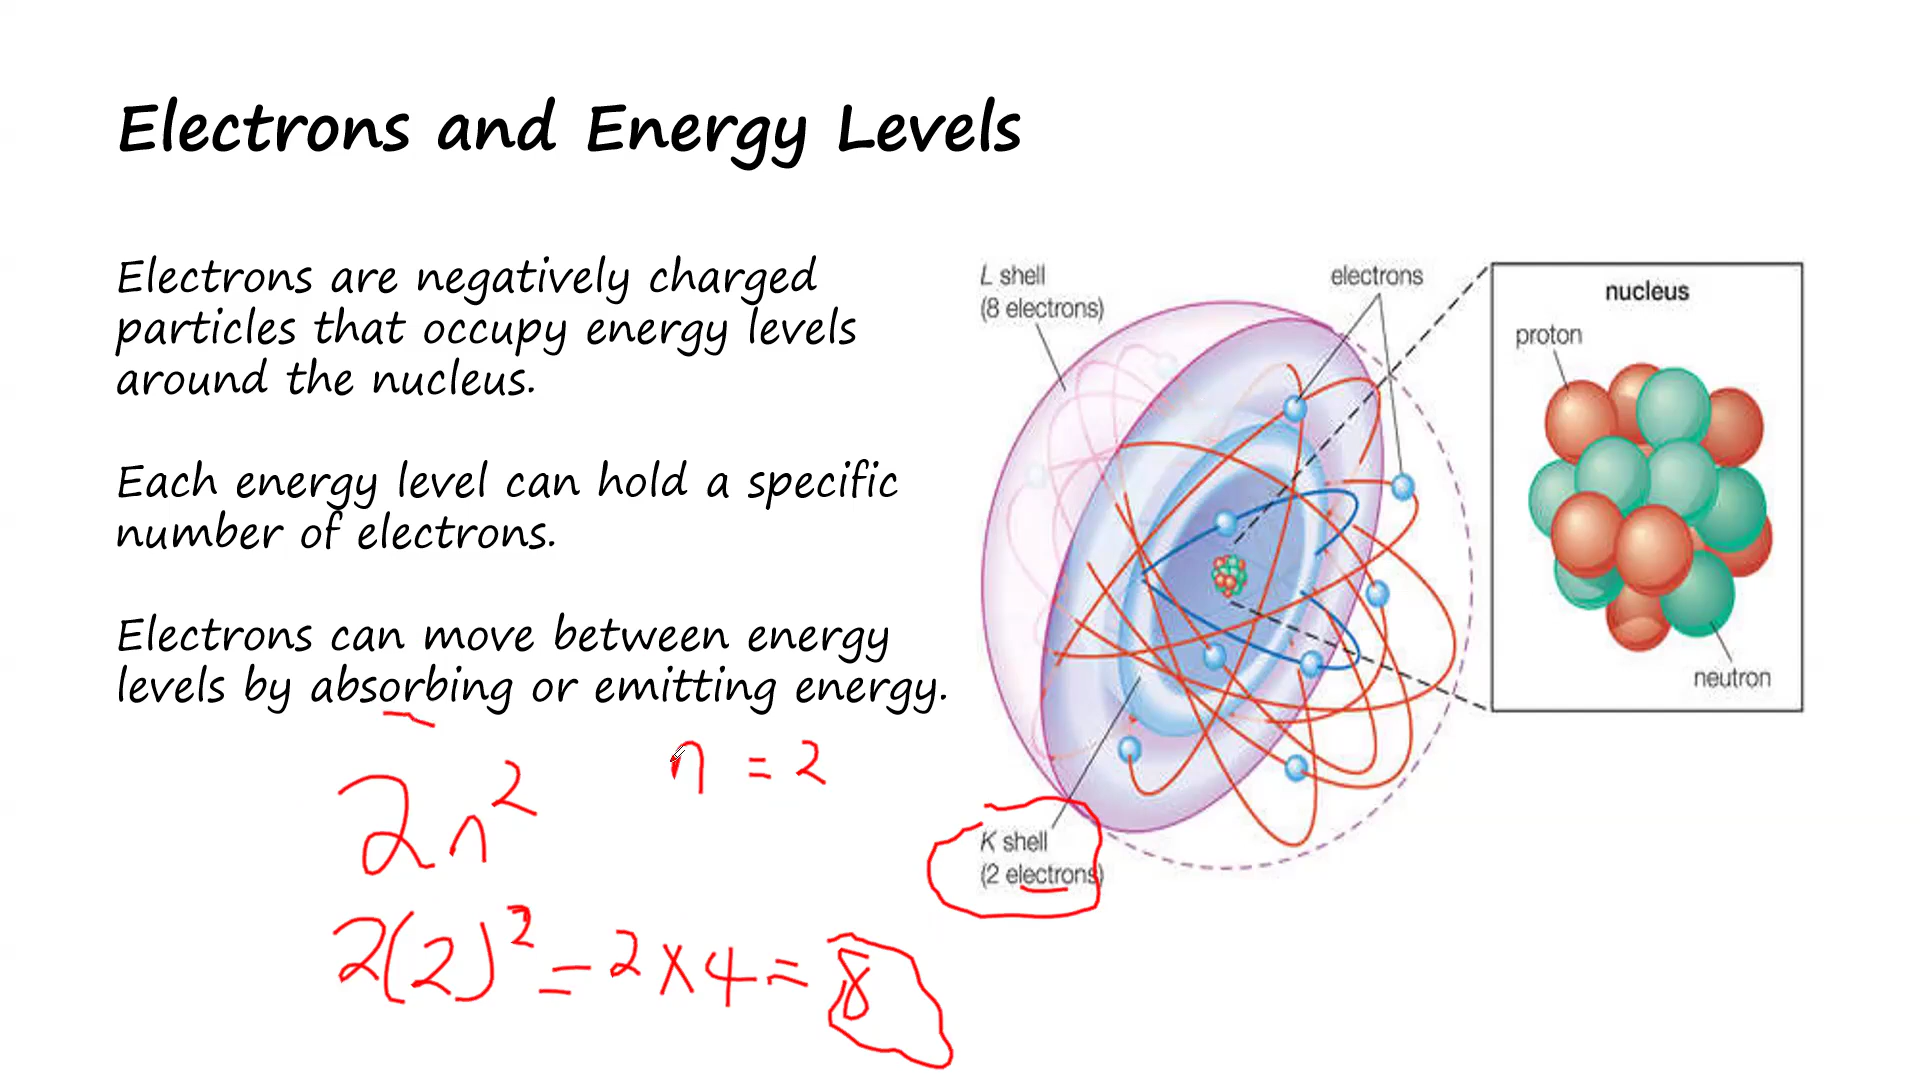 Electrons and Energy Levels
Electrons are negatively charged
particles that occupy energy levels
around the nucleus.
Each energy level can hold a specific
number of electrons.
Electrons can move between energy
levels by absorbing or emitting energy.
n = 2
2n²
2(2)² = 2 x 4 = 8
L shell
(8 electrons)
electrons
nucleus
proton
neutron
K shell
(2 electrons)